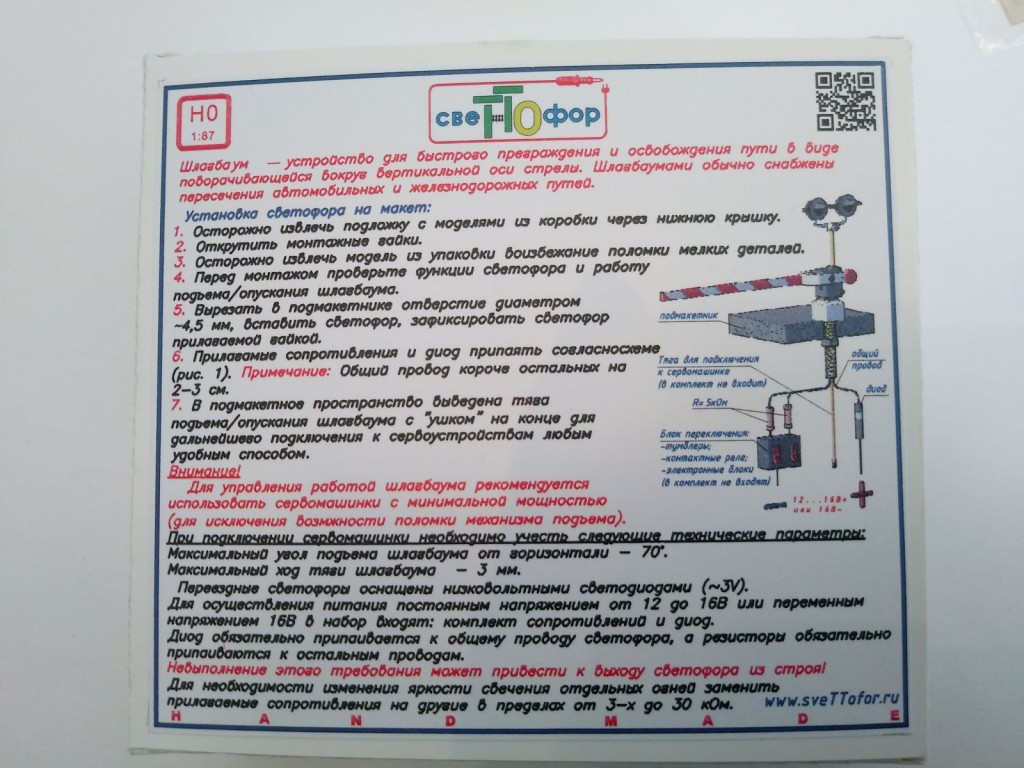 H0
1:87
свеТТОфор
Шлагбаум — устройство для быстрого преграждения и освобождения пути в виде
поворачивающейся вокруг вертикальной оси стрелы. Шлагбаумами обычно снабжены
пересечения автомобильных и железнодорожных путей.
Установка светофора на макет:
1. Осторожно извлечь подложку с моделями из коробки через нижнюю крышку.
2. Открутить монтажные гайки.
3. Осторожно извлечь модель из упаковки воизбежание поломки мелких деталей.
4. Перед монтажом проверьте функции светофора и работу
подъема/опускания шлагбаума.
5. Вырезать в подмакетнике отверстие диаметром
~4,5 мм, вставить светофор, зафиксировать светофор
прилагаемой гайкой.
6. Прилагамые сопротивления и диод припаять согласносхеме
(рис. 1). Примечание: Общий провод короче остальных на
2-3 см.
7. В подмакетное пространство выведена тяга
подъема/опускания шлагбаума с "ушком" на конце для
дальнейшего подключения к сервоустройствам любым
удобным способом.
подмакетник
Тяга для подключения
к сервомашинке
(в комплект не входит)
общий
провод
диод
R= 5кОм
Блок переключения:
-тумблеры;
-контактные реле;
-электронные блоки
(в комплект не входят)
- 12...16В= +
или 16В~
Внимание!
Для управления работой шлагбаума рекомендуется
использовать сервомашинки с минимальной мощностью
(для исключения возмжности поломки механизма подъема).
При подключении сервомашинки необходимо учесть следующие технические параметры:
Максимальный угол подъема шлагбаума от горизонтали — 70°.
Максимальный ход тяги шлагбаума — 3 мм.
Переездные светофоры оснащены низковольтными светодиодами (~3V).
Для осуществления питания постоянным напряжением от 12 до 16В или переменным
напряжением 16В в набор входят: комплект сопротивлений и диод.
Диод обязательно припаивается к общему проводу светофора, а резисторы обязательно
припаиваются к остальным проводам.
Невыполнение этого требования может привести к выходу светофора из строя!
Для необходимости изменения яркости свечения отдельных огней заменить
прилагаемые сопротивления на другие в пределах от 3-х до 30 кОм.
www.sveTTofor.ru
HAND MADE